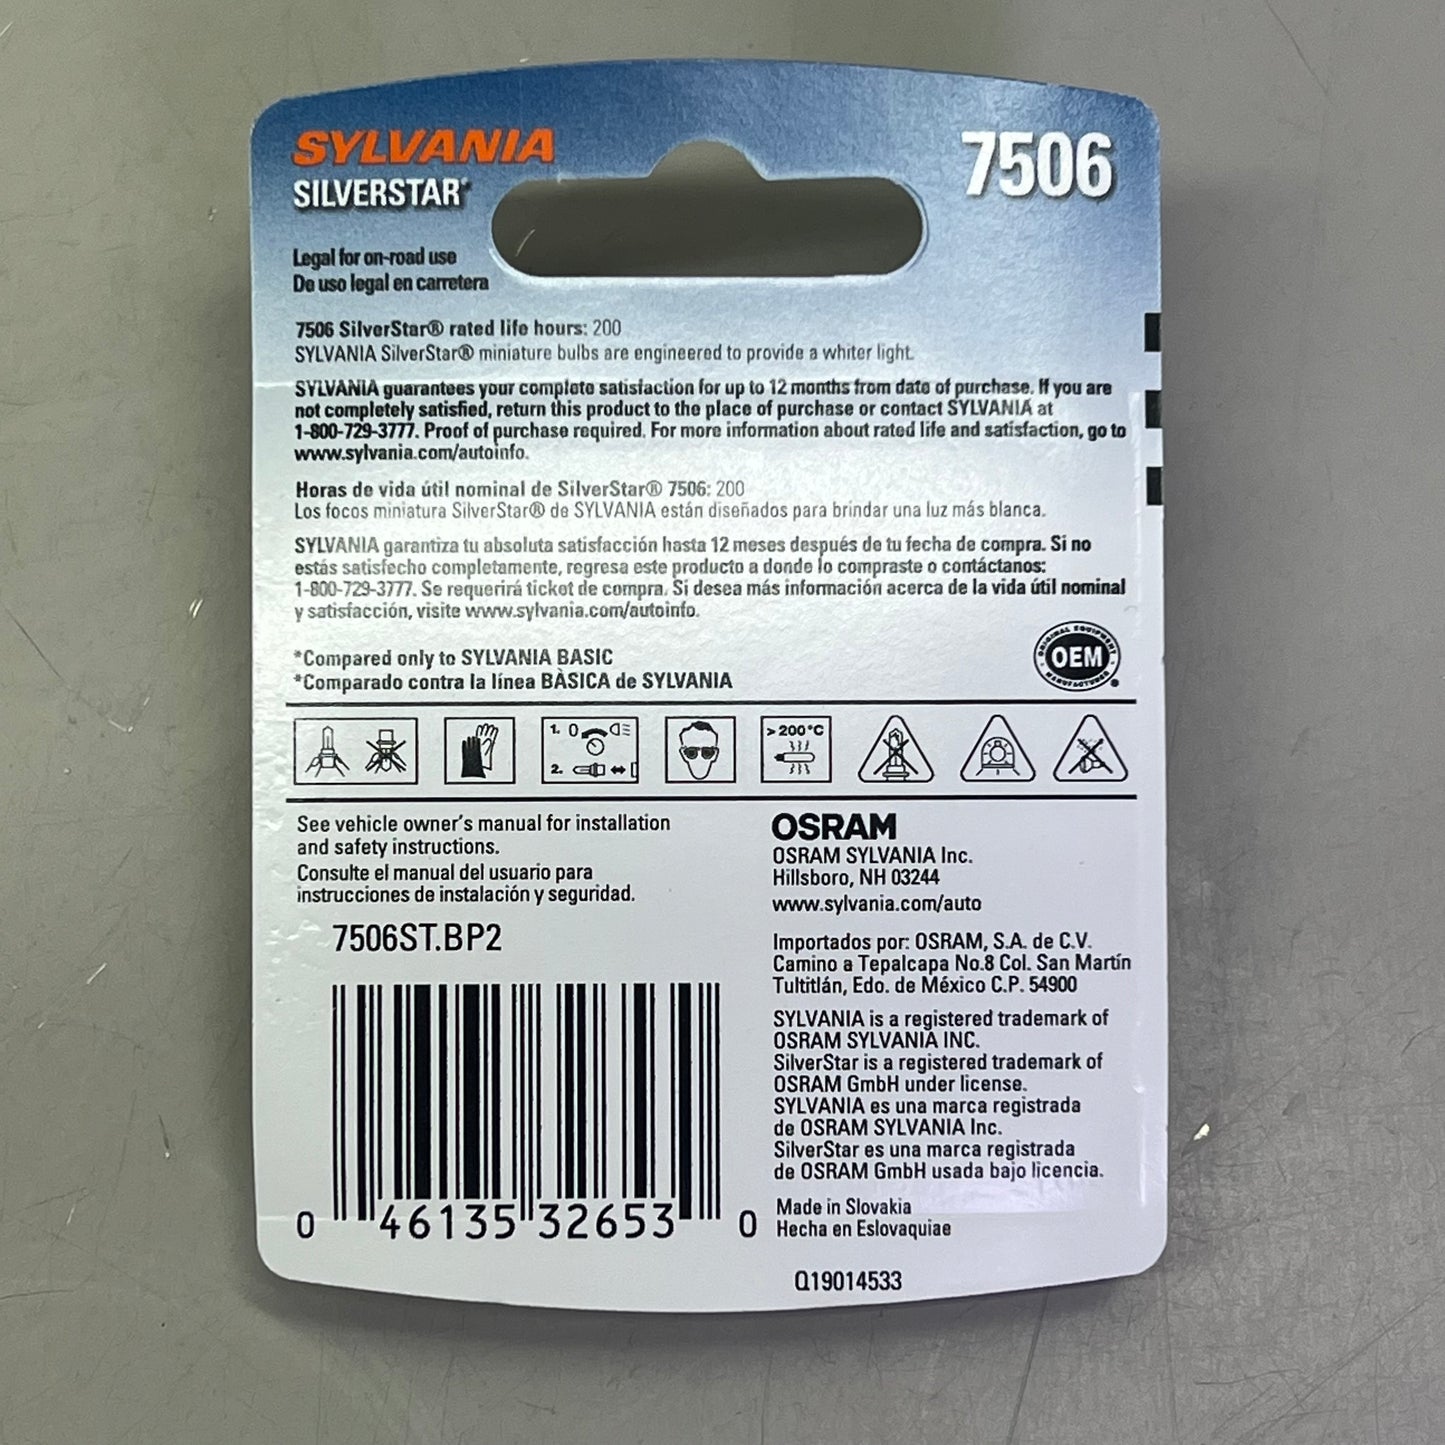 SYLVANIA
SILVERSTAR®
7506
Legal for on-road use
De uso legal en carretera
7506 SilverStar® rated life hours: 200
SYLVANIA SilverStar® miniature bulbs are engineered to provide a whiter light.
SYLVANIA guarantees your complete satisfaction for up to 12 months from date of purchase. If you are
not completely satisfied, return this product to the place of purchase or contact SYLVANIA at
1-800-729-3777. Proof of purchase required. For more information about rated life and satisfaction, go to
www.sylvania.com/autoinfo.
Horas de vida útil nominal de SilverStar® 7506: 200
Los focos miniatura SilverStar® de SYLVANIA están diseñados para brindar una luz más blanca.
SYLVANIA garantiza tu absoluta satisfacción hasta 12 meses después de tu fecha de compra. Si no
estás satisfecho completamente, regresa este producto a donde lo compraste o contáctanos:
1-800-729-3777. Se requerirá ticket de compra. Si desea más información acerca de la vida útil nominal
y satisfacción, visite www.sylvania.com/autoinfo.
*Compared only to SYLVANIA BASIC
*Comparado contra la línea BÀSICA de SYLVANIA
ORIGINAL EQUIPMENT
OEM
MANUFACTURER
1. 0
2.
>200°C
See vehicle owner's manual for installation
and safety instructions.
Consulte el manual del usuario para
instrucciones de instalación y seguridad.
7506ST.BP2
0 46135 32653 0
OSRAM
OSRAM SYLVANIA Inc.
Hillsboro, NH 03244
www.sylvania.com/auto
Importados por: OSRAM, S.A. de C.V.
Camino a Tepalcapa No.8 Col. San Martín
Tultitlán, Edo. de México C.P. 54900
SYLVANIA is a registered trademark of
OSRAM SYLVANIA INC.
SilverStar is a registered trademark of
OSRAM GmbH under license.
SYLVANIA es una marca registrada
de OSRAM SYLVANIA Inc.
SilverStar es una marca registrada
de OSRAM GmbH usada bajo licencia.
Made in Slovakia
Hecha en Eslovaquiae
Q19014533